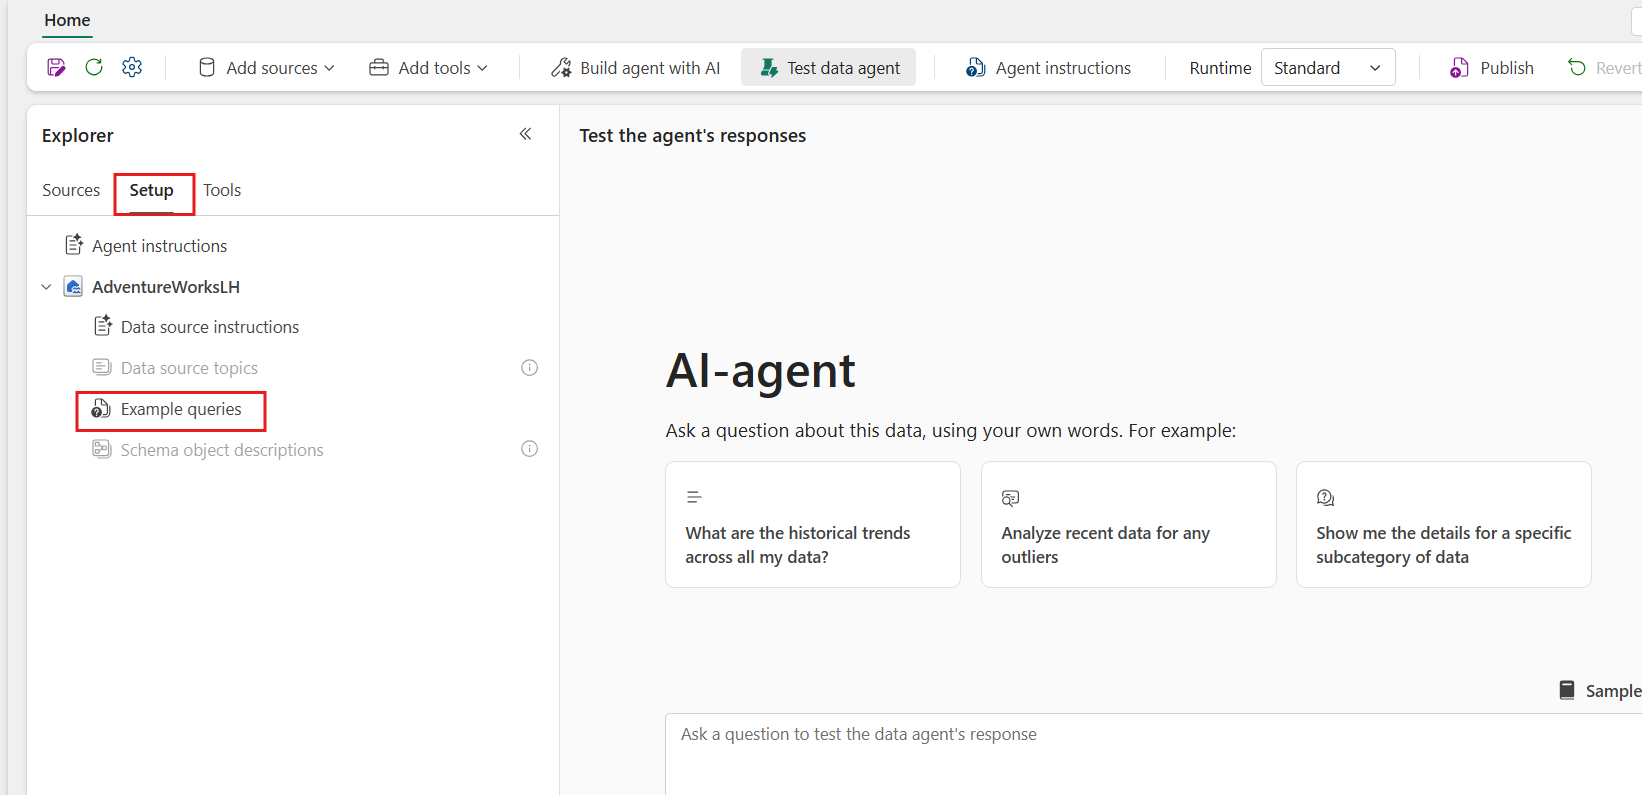 Home
Add sources
Add tools
Build agent with AI
Test data agent
Agent instructions
Runtime
Standard
Publish
Revert
Explorer
Sources
Setup
Tools
Agent instructions
AdventureWorksLH
Data source instructions
Data source topics
Example queries
Schema object descriptions
Test the agent's responses
AI-agent
Ask a question about this data, using your own words. For example:
What are the historical trends
across all my data?
Analyze recent data for any
outliers
Show me the details for a specific
subcategory of data
Sample
Ask a question to test the data agent's response